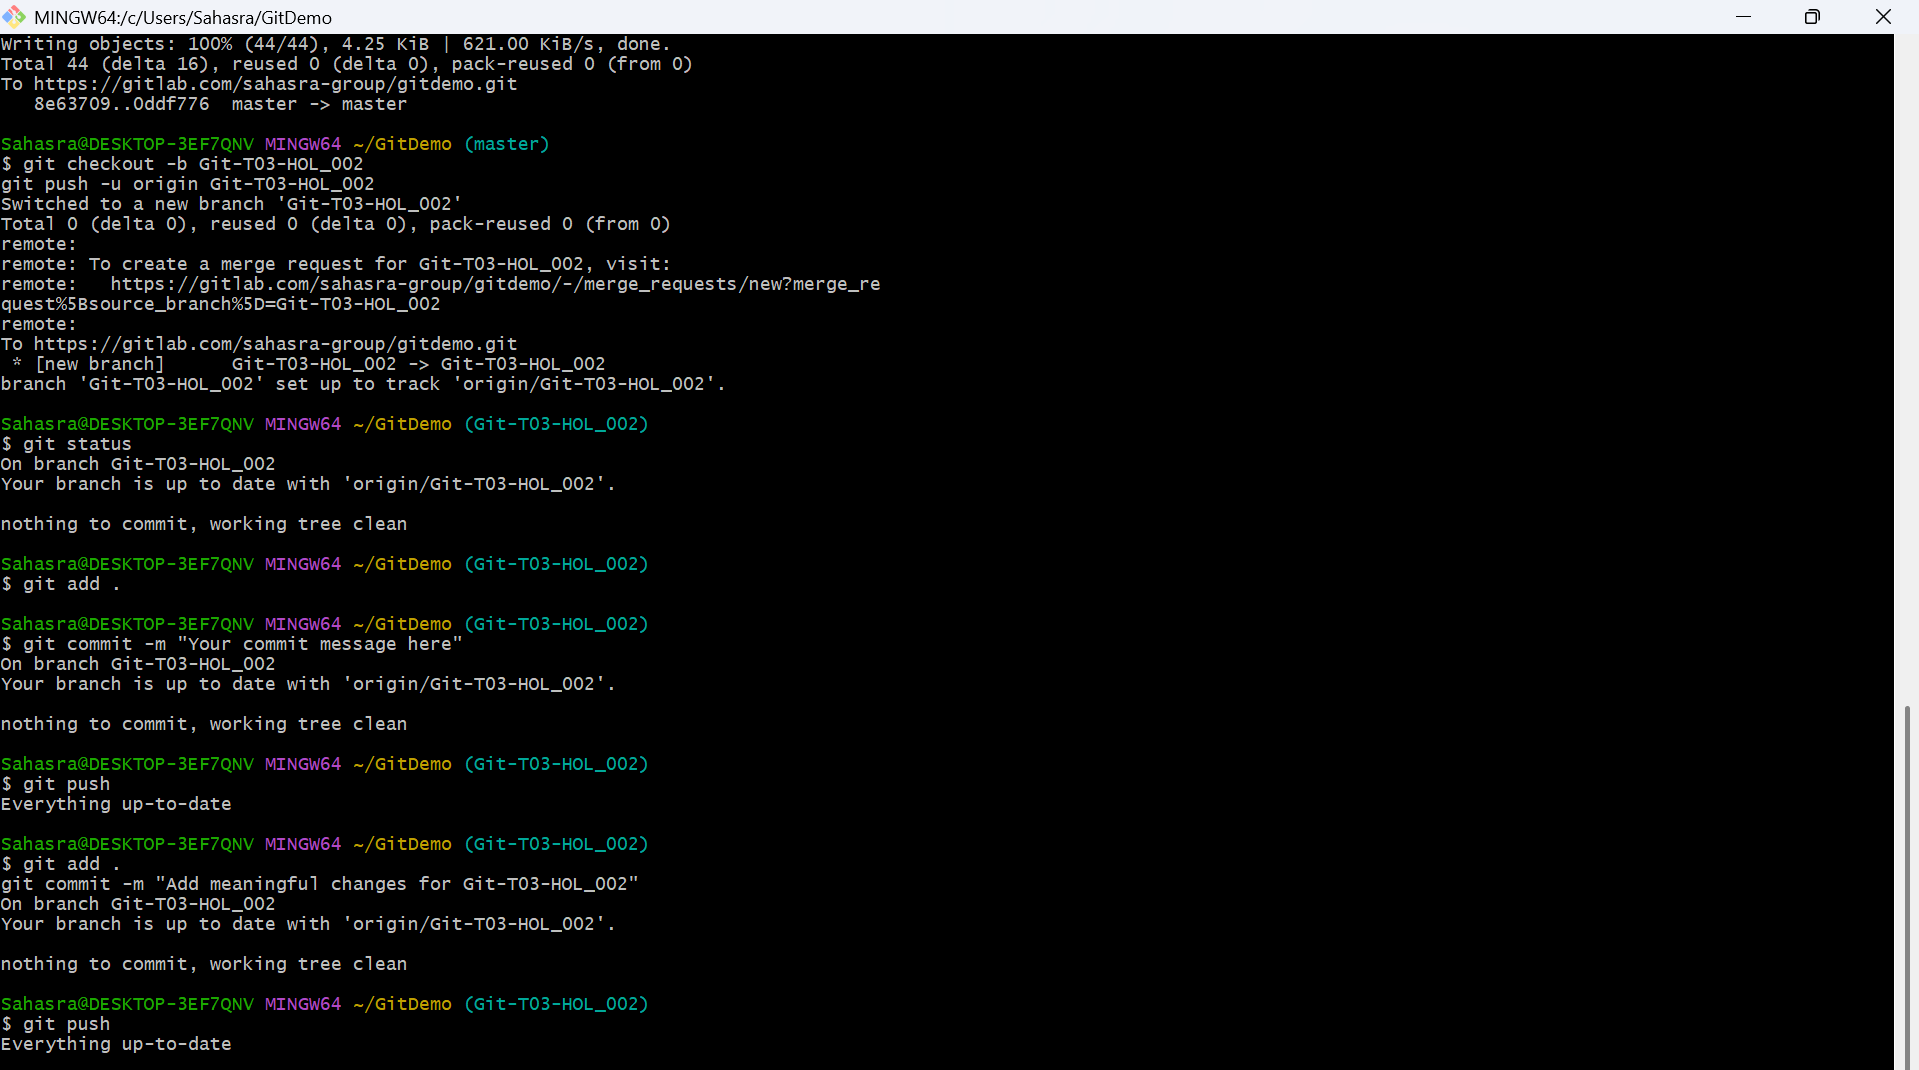 MINGW64:/c/Users/Sahasra/GitDemo
Writing objects: 100% (44/44), 4.25 KiB | 621.00 KiB/s, done.
Total 44 (delta 16), reused 0 (delta 0), pack-reused 0 (from 0)
To https://gitlab.com/sahasra-group/gitdemo.git
   8e63709..0ddf776  master -> master

Sahasra@DESKTOP-3EF7QNV MINGW64 ~/GitDemo (master)
$ git checkout -b Git-T03-HOL_002
git push -u origin Git-T03-HOL_002
Switched to a new branch 'Git-T03-HOL_002'
Total 0 (delta 0), reused 0 (delta 0), pack-reused 0 (from 0)
remote:
remote: To create a merge request for Git-T03-HOL_002, visit:
remote:   https://gitlab.com/sahasra-group/gitdemo/-/merge_requests/new?merge_re
quest%5Bsource_branch%5D=Git-T03-HOL_002
remote:
To https://gitlab.com/sahasra-group/gitdemo.git
 * [new branch]      Git-T03-HOL_002 -> Git-T03-HOL_002
branch 'Git-T03-HOL_002' set up to track 'origin/Git-T03-HOL_002'.

Sahasra@DESKTOP-3EF7QNV MINGW64 ~/GitDemo (Git-T03-HOL_002)
$ git status
On branch Git-T03-HOL_002
Your branch is up to date with 'origin/Git-T03-HOL_002'.

nothing to commit, working tree clean

Sahasra@DESKTOP-3EF7QNV MINGW64 ~/GitDemo (Git-T03-HOL_002)
$ git add .

Sahasra@DESKTOP-3EF7QNV MINGW64 ~/GitDemo (Git-T03-HOL_002)
$ git commit -m "Your commit message here"
On branch Git-T03-HOL_002
Your branch is up to date with 'origin/Git-T03-HOL_002'.

nothing to commit, working tree clean

Sahasra@DESKTOP-3EF7QNV MINGW64 ~/GitDemo (Git-T03-HOL_002)
$ git push
Everything up-to-date

Sahasra@DESKTOP-3EF7QNV MINGW64 ~/GitDemo (Git-T03-HOL_002)
$ git add .
git commit -m "Add meaningful changes for Git-T03-HOL_002"
On branch Git-T03-HOL_002
Your branch is up to date with 'origin/Git-T03-HOL_002'.

nothing to commit, working tree clean

Sahasra@DESKTOP-3EF7QNV MINGW64 ~/GitDemo (Git-T03-HOL_002)
$ git push
Everything up-to-date